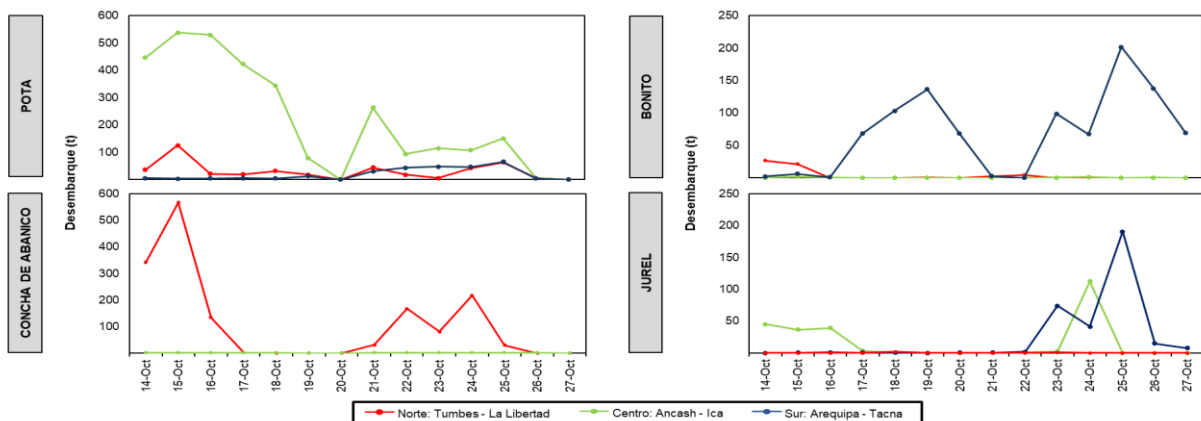 POTA
Desembarque (t)
600
500
400
300
200
100
BONITO
Desembarque (t)
250
200
150
100
50
CONCHA DE ABANICO
600
500
400
300
200
100
14-Oct
15-Oct
16-Oct
17-Oct
18-Oct
19-Oct
20-Oct
21-Oct
22-Oct
23-Oct
24-Oct
25-Oct
26-Oct
27-Oct
JUREL
250
200
150
100
50
14-Oct
15-Oct
16-Oct
17-Oct
18-Oct
19-Oct
20-Oct
21-Oct
22-Oct
23-Oct
24-Oct
25-Oct
26-Oct
27-Oct
Norte: Tumbes - La Libertad Centro: Ancash - Ica Sur: Arequipa - Tacna